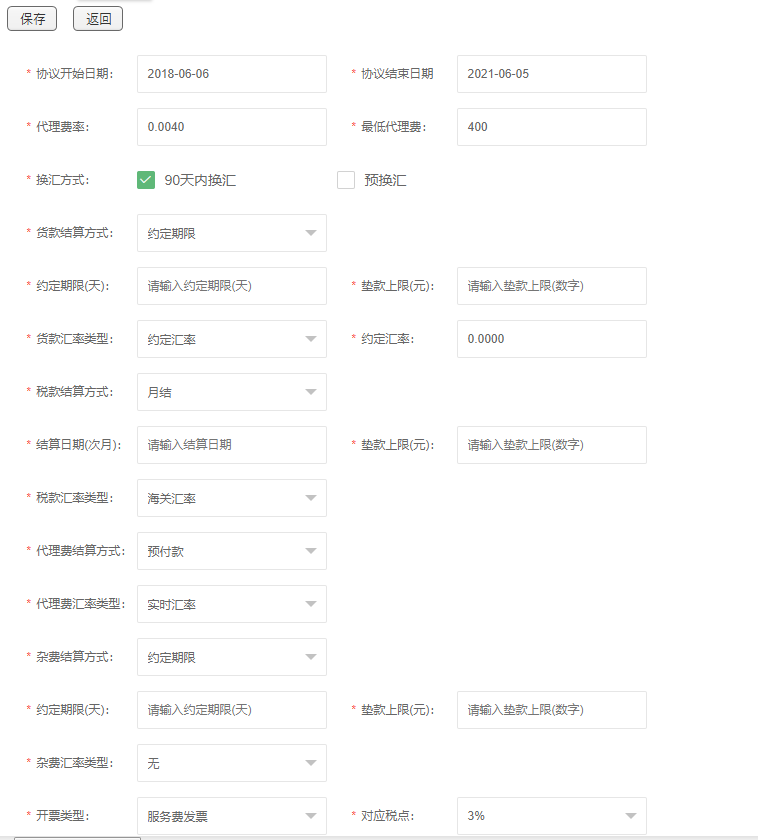 保存 返回
* 协议开始日期： 2018-06-06 * 协议结束日期 2021-06-05
* 代理费率： 0.0040 * 最低代理费： 400
* 换汇方式： 90天内换汇 预换汇
* 货款结算方式： 约定期限
* 约定期限(天)： 请输入约定期限(天) * 垫款上限(元)： 请输入垫款上限(数字)
* 货款汇率类型： 约定汇率 * 约定汇率： 0.0000
* 税款结算方式： 月结
* 结算日期(次月)： 请输入结算日期 * 垫款上限(元)： 请输入垫款上限(数字)
* 税款汇率类型： 海关汇率
* 代理费结算方式： 预付款
* 代理费汇率类型： 实时汇率
* 杂费结算方式： 约定期限
* 约定期限(天)： 请输入约定期限(天) * 垫款上限(元)： 请输入垫款上限(数字)
* 杂费汇率类型： 无
* 开票类型： 服务费发票 * 对应税点： 3%